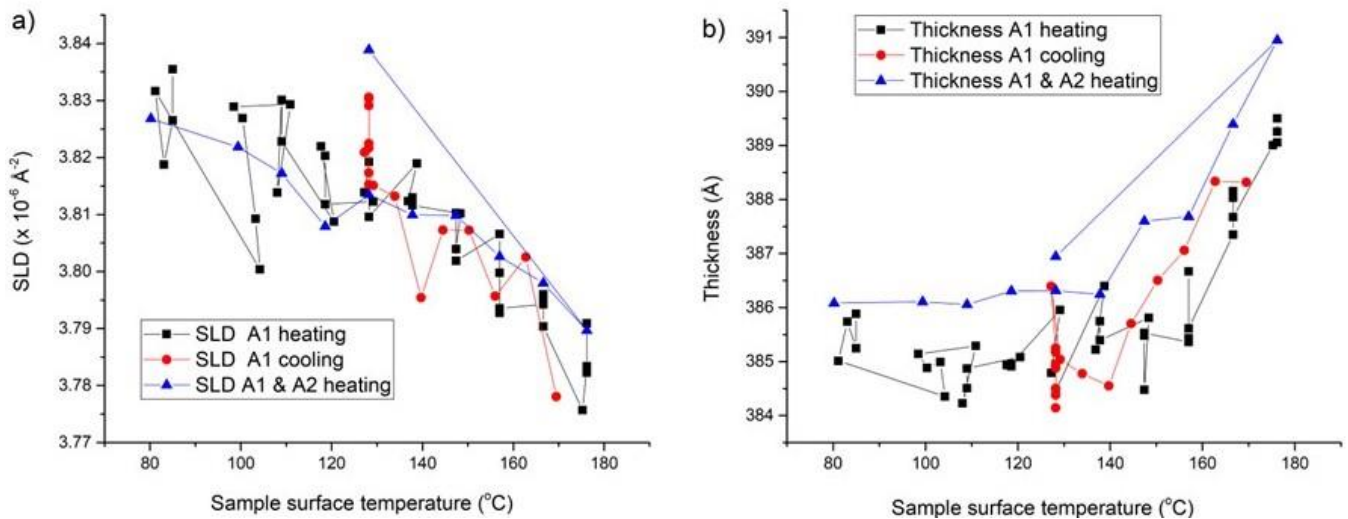 a)
3.84
3.83
3.82
3.81
3.80
3.79
3.78
3.77
SLD (x 10⁻⁶ Å⁻²)
SLD A1 heating
SLD A1 cooling
SLD A1 & A2 heating
80 100 120 140 160 180
Sample surface temperature (°C)
b)
391
390
389
388
387
386
385
384
Thickness (Å)
Thickness A1 heating
Thickness A1 cooling
Thickness A1 & A2 heating
80 100 120 140 160 180
Sample surface temperature (°C)